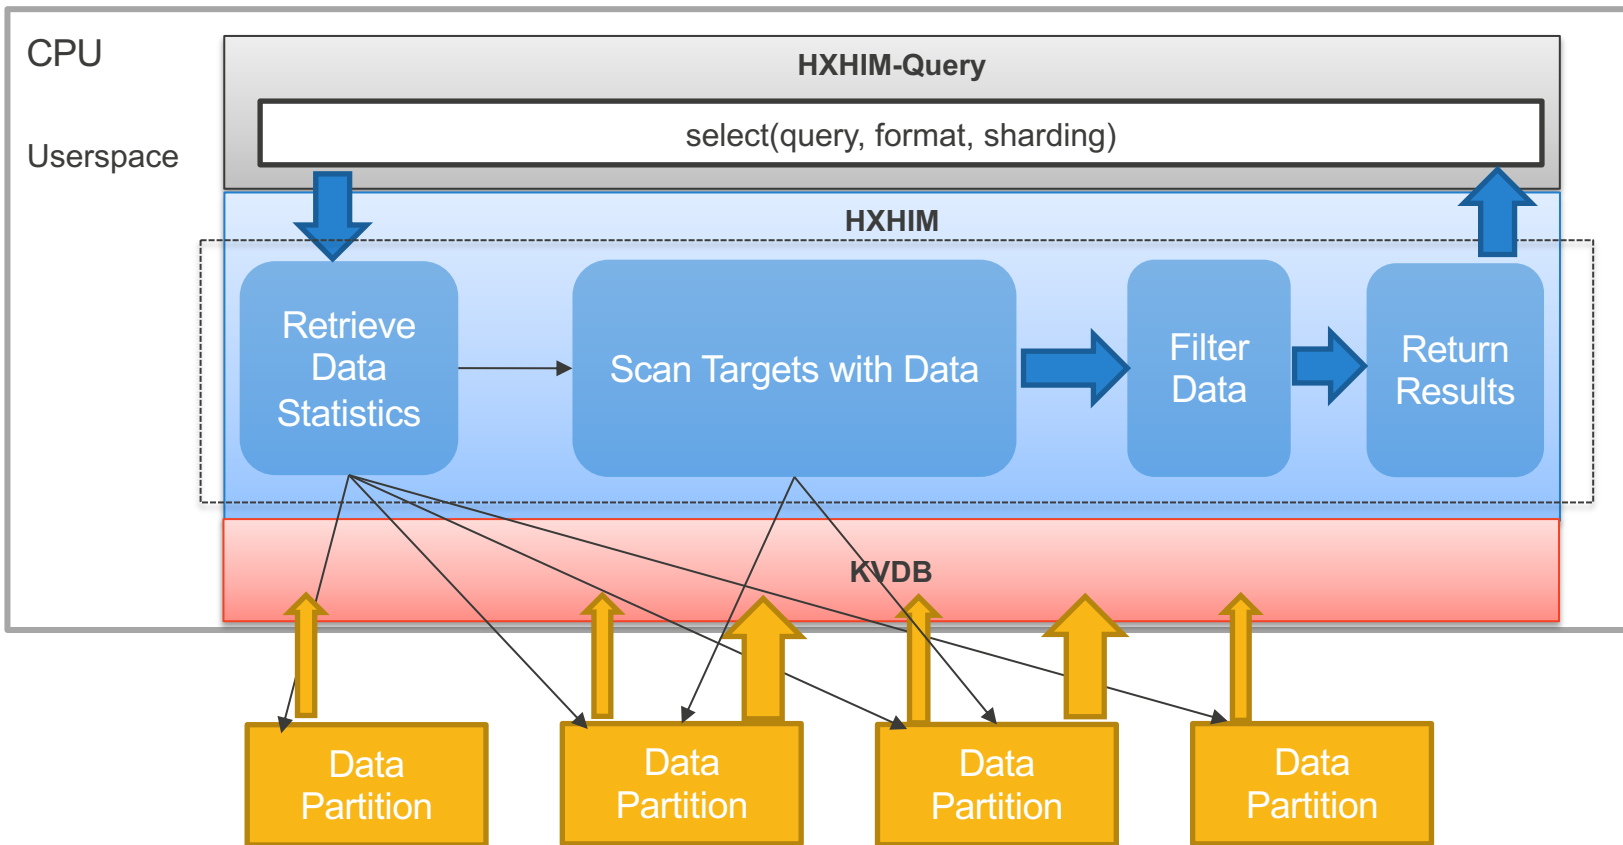 CPU
HXHIM-Query
select(query, format, sharding)
Userspace
HXHIM
Retrieve
Data
Statistics
Scan Targets with Data
Filter
Data
Return
Results
KVDB
Data
Partition
Data
Partition
Data
Partition
Data
Partition